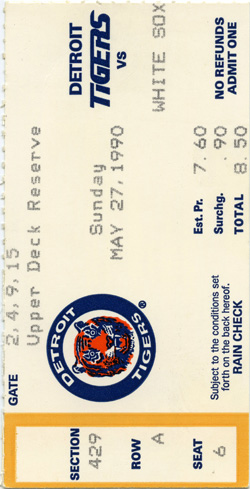 DETROIT
TIGERS
VS
WHITE SOX
NO REFUNDS
ADMIT ONE
Sunday
MAY 27, 1990
Est. Pr. 7.60
Surchg. .90
TOTAL 8.50
GATE 2,4,9,15
Upper Deck Reserve
DETROIT
TIGERS
®
Subject to the conditions set
forth on the back hereof.
RAIN CHECK
SECTION 429
ROW A
SEAT 6